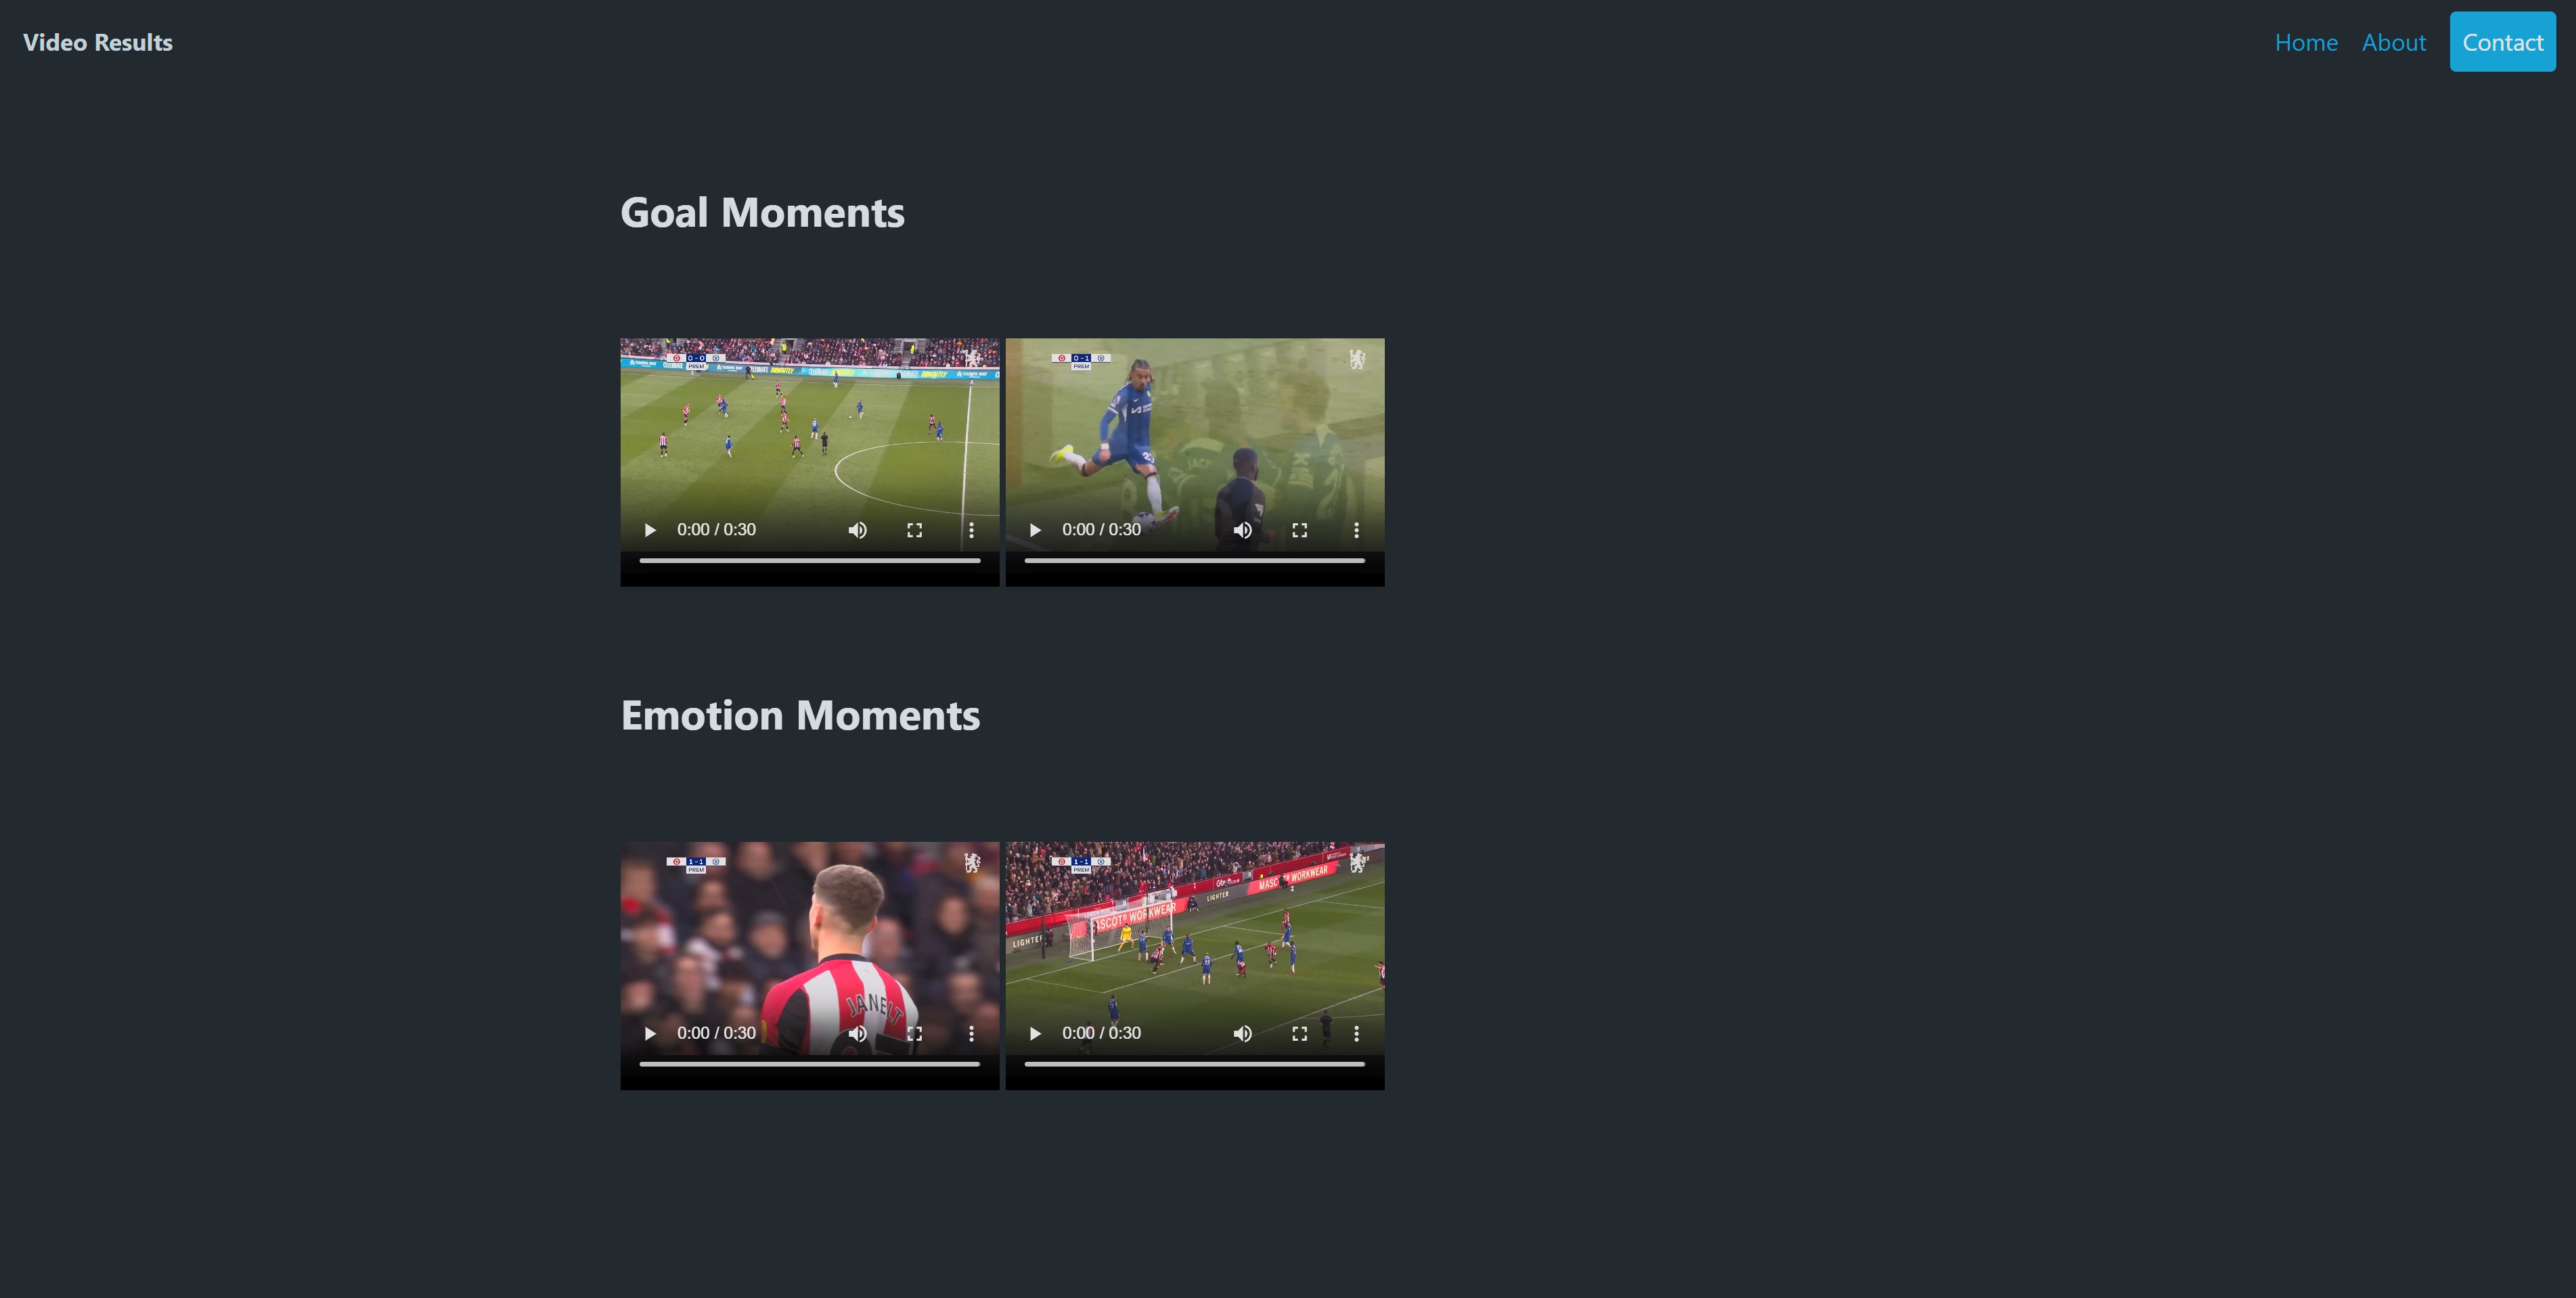 Video Results
Home About Contact
Goal Moments
0 - 0
PREM
0 - 1
PREM
0:00 / 0:30
0:00 / 0:30
Emotion Moments
1 - 1
PREM
1 - 1
PREM
MASCOT WORKWEAR
LIGHTER
LIGHTER
JANELT
0:00 / 0:30
0:00 / 0:30